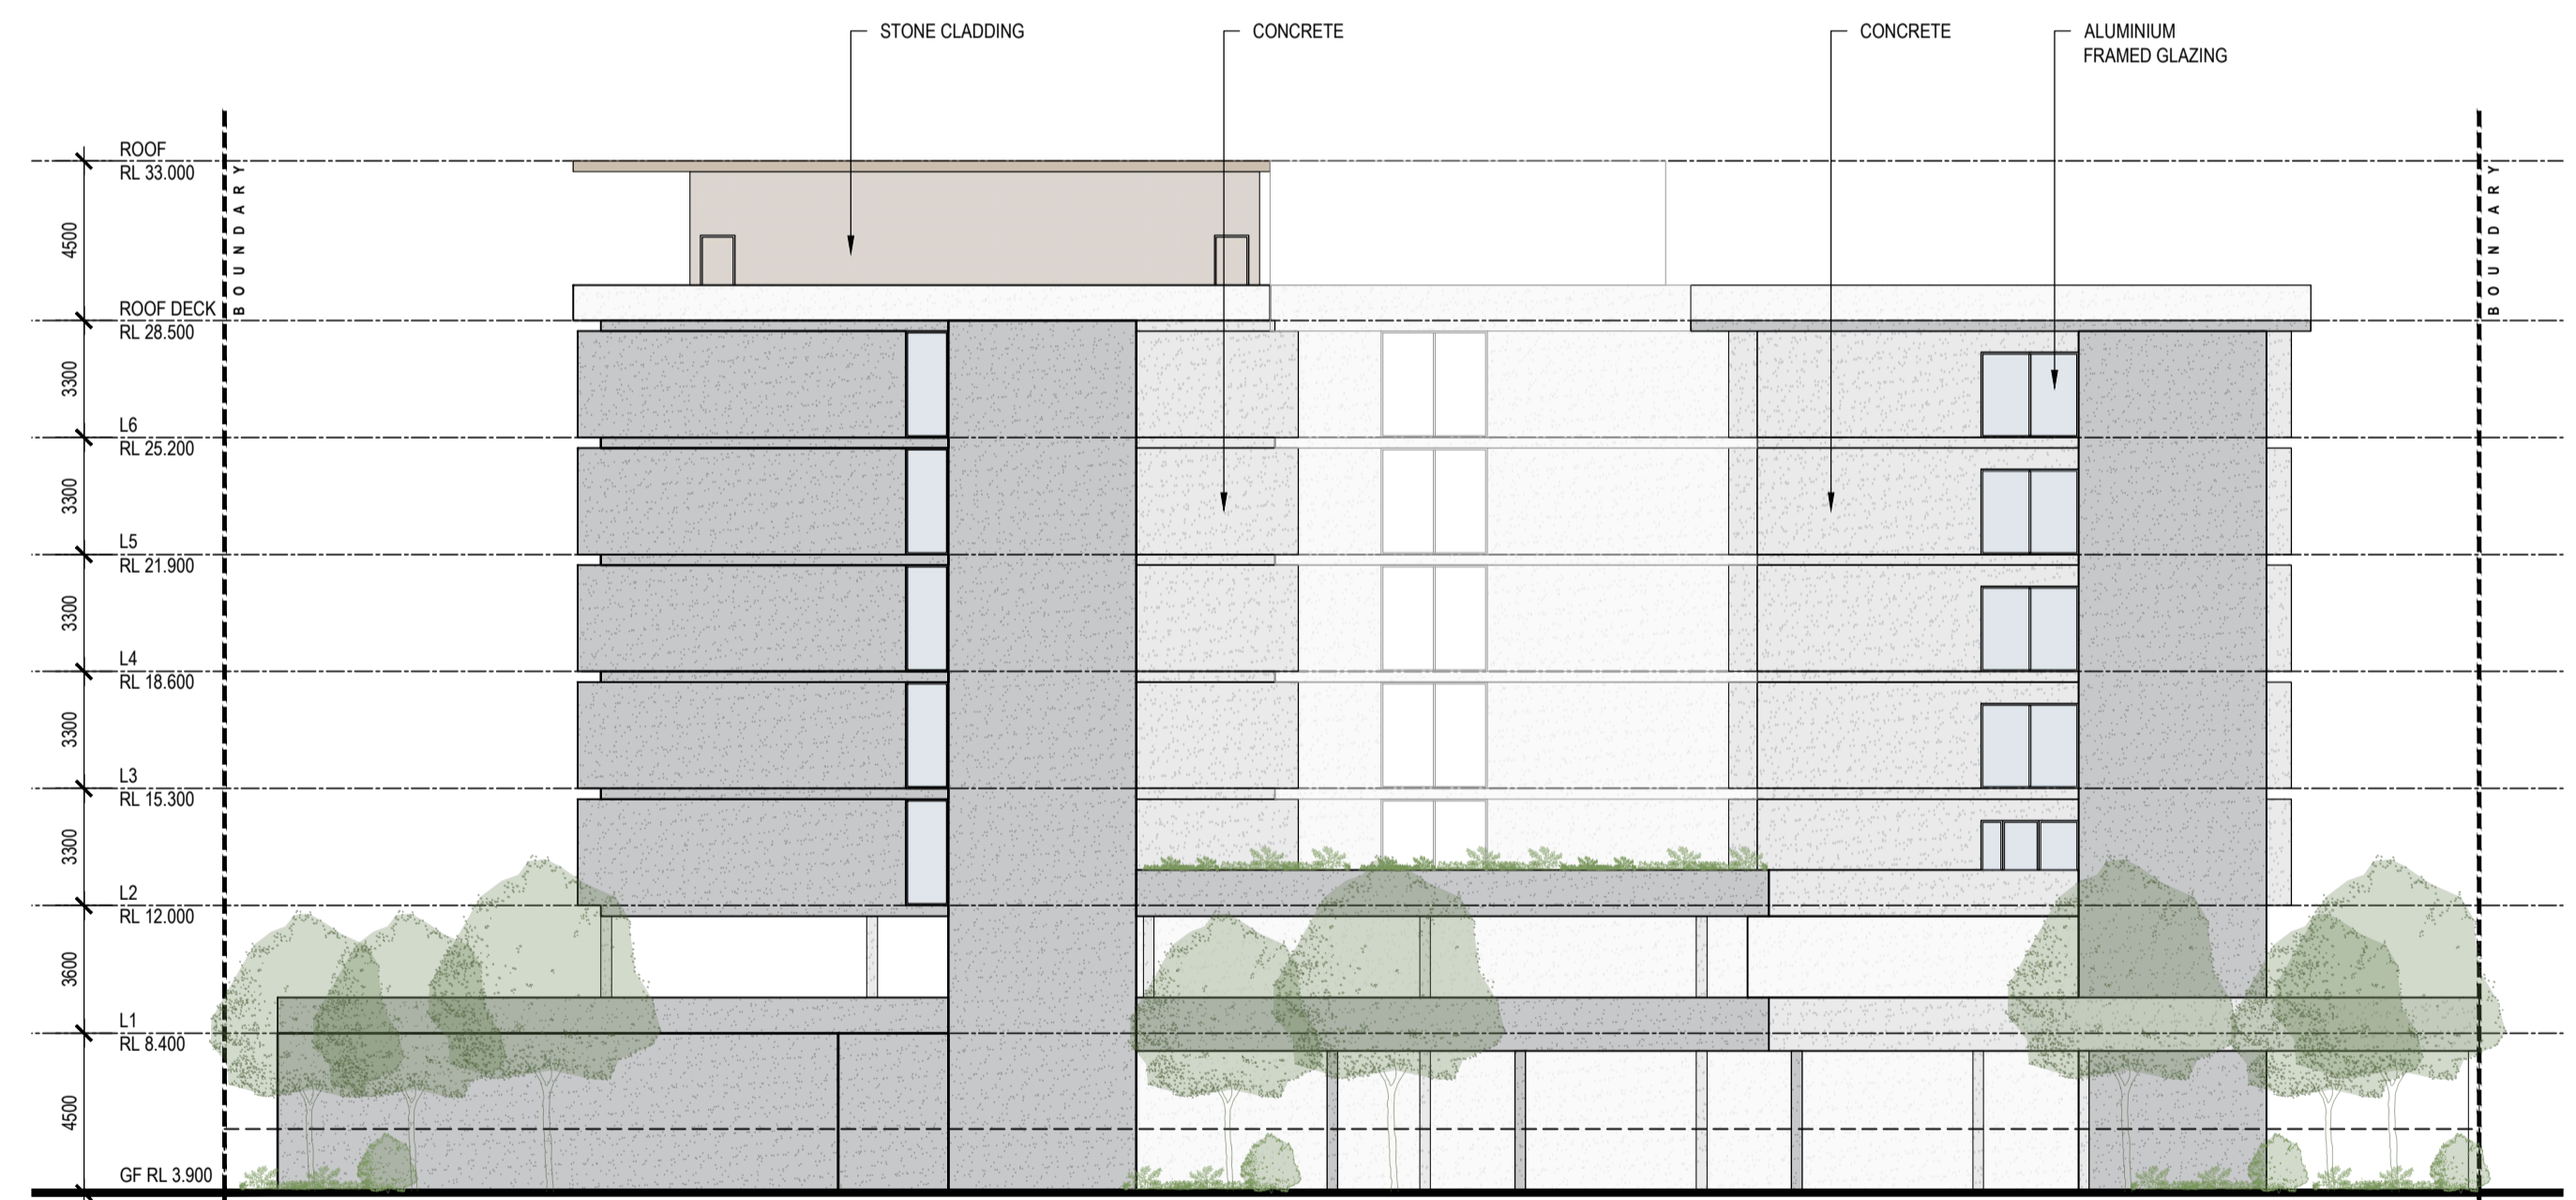 STONE CLADDING
CONCRETE
CONCRETE
ALUMINIUM
FRAMED GLAZING
ROOF
RL 33.000
BOUNDARY
BOUNDARY
4500
ROOF DECK
RL 28.500
3300
L6
RL 25.200
3300
L5
RL 21.900
3300
L4
RL 18.600
3300
L3
RL 15.300
3300
L2
RL 12.000
3600
L1
RL 8.400
4500
GF RL 3.900